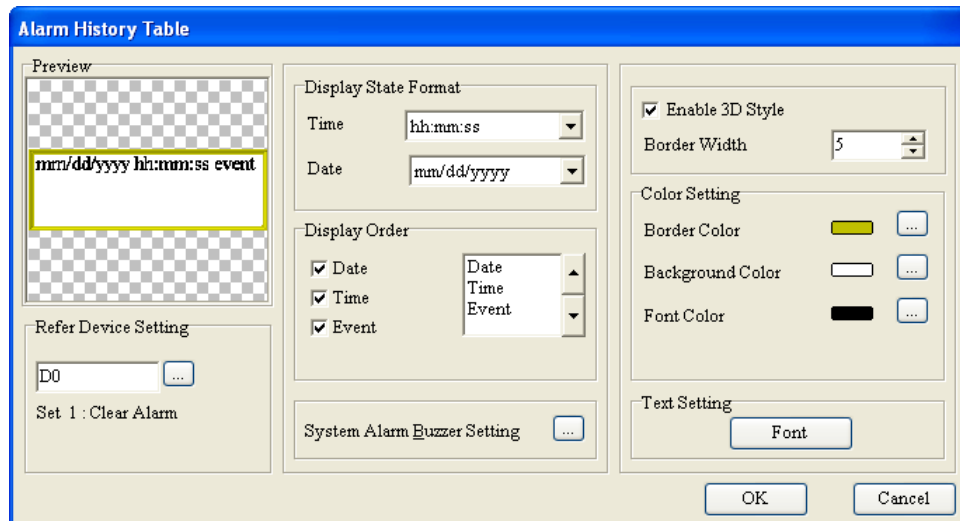 Alarm History Table
Preview
mm/dd/yyyy hh:mm:ss event
Refer Device Setting
D0
...
Set 1 : Clear Alarm
Display State Format
Time
hh:mm:ss
Date
mm/dd/yyyy
Display Order
Date
Time
Event
Date
Time
Event
System Alarm Buzzer Setting
...
Enable 3D Style
Border Width
5
Color Setting
Border Color
...
Background Color
...
Font Color
...
Text Setting
Font
OK
Cancel